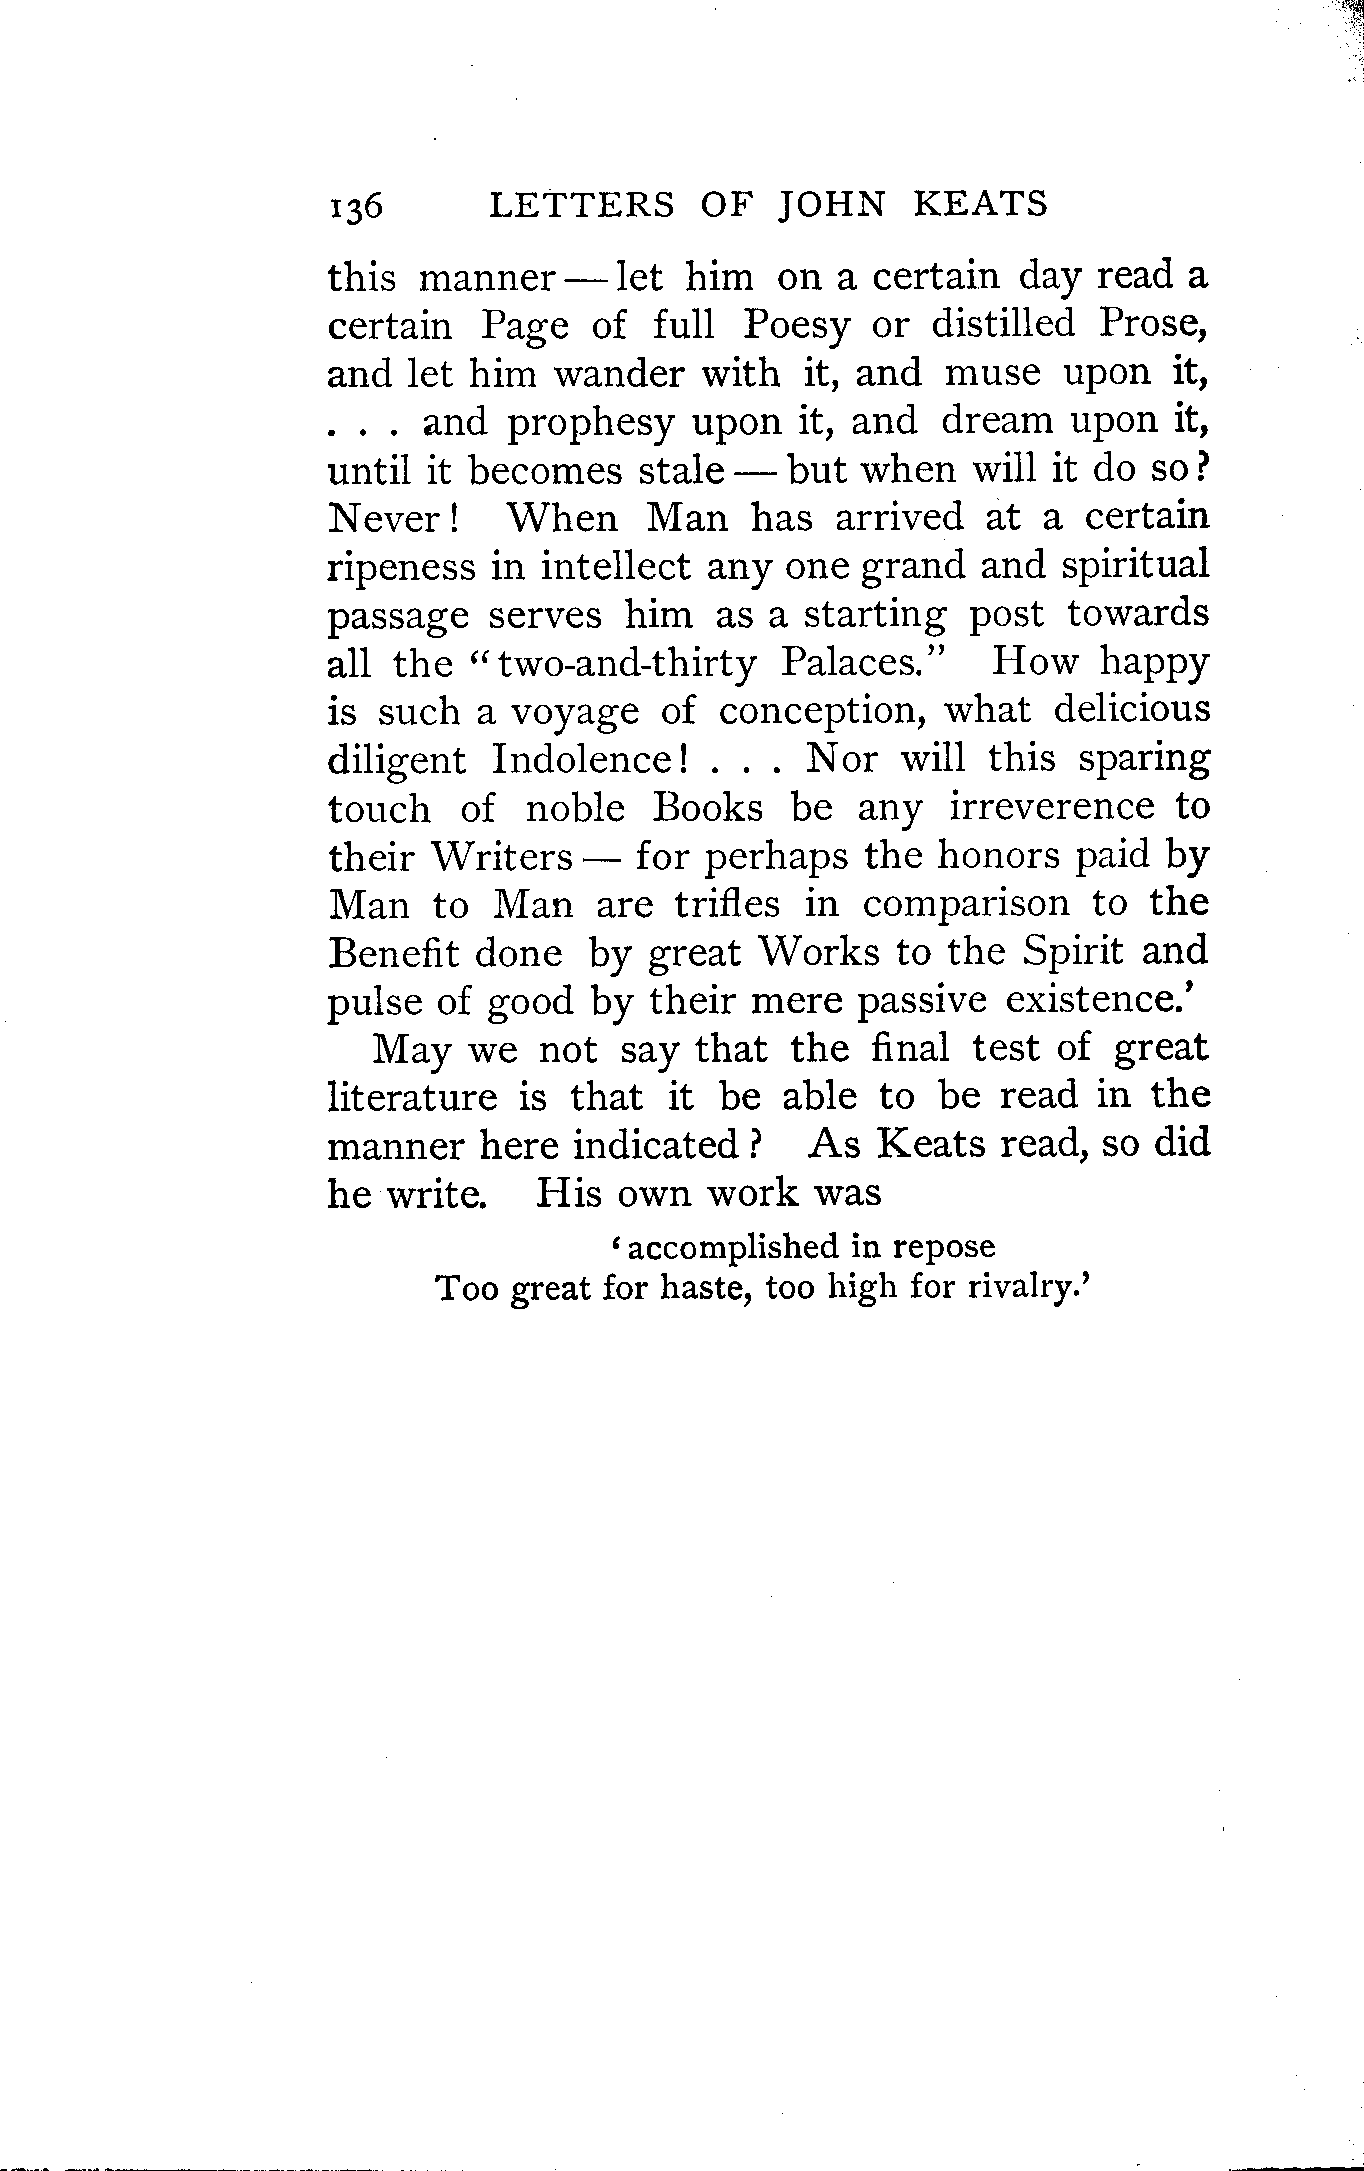 136 LETTERS OF JOHN KEATS
this manner — let him on a certain day read a
certain Page of full Poesy or distilled Prose,
and let him wander with it, and muse upon it,
. . . and prophesy upon it, and dream upon it,
until it becomes stale — but when will it do so?
Never! When Man has arrived at a certain
ripeness in intellect any one grand and spiritual
passage serves him as a starting post towards
all the “two-and-thirty Palaces.” How happy
is such a voyage of conception, what delicious
diligent Indolence! . . . Nor will this sparing
touch of noble Books be any irreverence to
their Writers — for perhaps the honors paid by
Man to Man are trifles in comparison to the
Benefit done by great Works to the Spirit and
pulse of good by their mere passive existence.’
May we not say that the final test of great
literature is that it be able to be read in the
manner here indicated? As Keats read, so did
he write. His own work was
‘accomplished in repose
Too great for haste, too high for rivalry.’